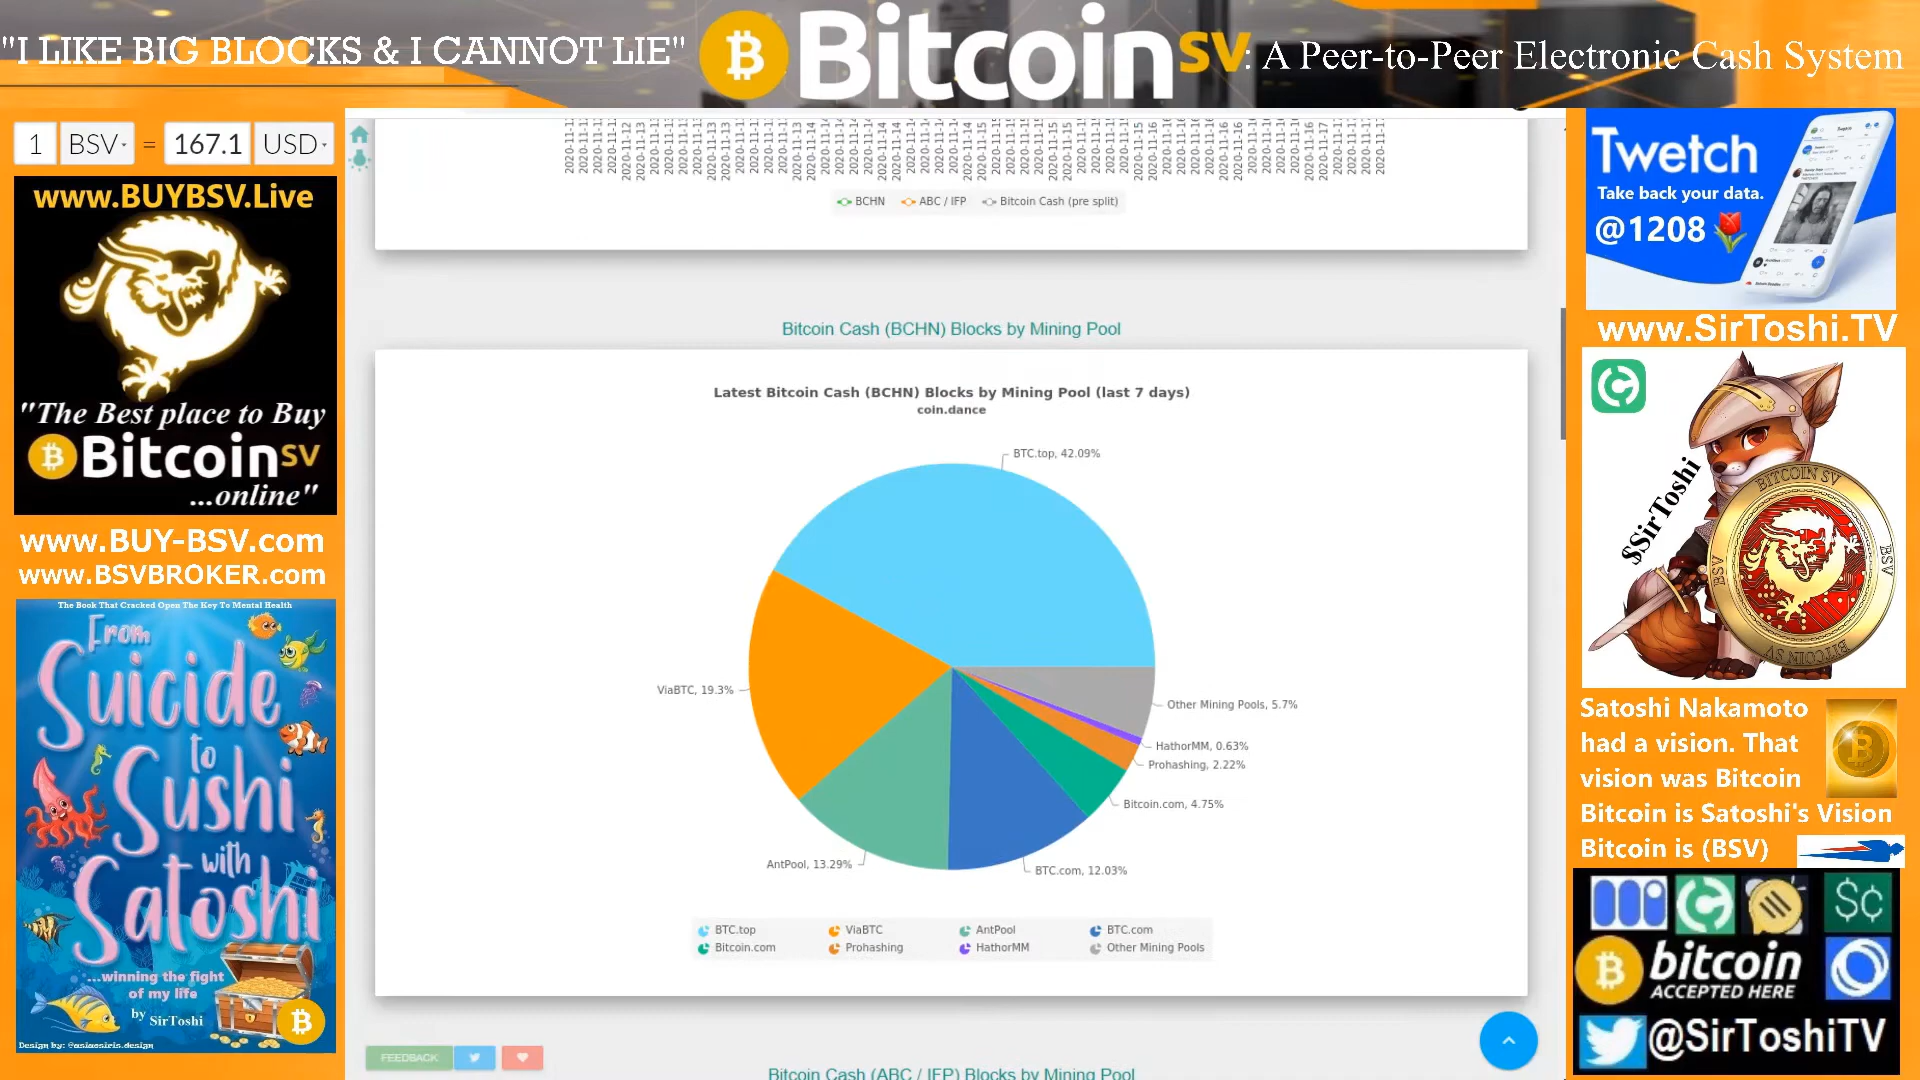 "I LIKE BIG BLOCKS & I CANNOT LIE"
BitcoinSV: A Peer-to-Peer Electronic Cash System
1 BSV = 167.1 USD
www.BUYBSV.Live
"The Best place to Buy
BitcoinSV
...online"
www.BUY-BSV.com
www.BSVBROKER.com
The Book That Cracked Open The Key To Mental Health
From
Suicide
to
Sushi
with
Satoshi
...winning the fight
of my life
by SirToshi
Design by: @asiaosiris.design
BCHN ABC / IFP Bitcoin Cash (pre split)
Bitcoin Cash (BCHN) Blocks by Mining Pool
Latest Bitcoin Cash (BCHN) Blocks by Mining Pool (last 7 days)
coin.dance
BTC.top, 42.09%
ViaBTC, 19.3%
Other Mining Pools, 5.7%
HathorMM, 0.63%
Prohashing, 2.22%
Bitcoin.com, 4.75%
AntPool, 13.29%
BTC.com, 12.03%
BTC.top ViaBTC AntPool BTC.com
Bitcoin.com Prohashing HathorMM Other Mining Pools
FEEDBACK
Bitcoin Cash (ABC / IFP) Blocks by Mining Pool
Twetch
Take back your data.
@1208
www.SirToshi.TV
$SirToshi
BITCOIN SV
BSV
BSV
BITCOIN SV
Satoshi Nakamoto
had a vision. That
vision was Bitcoin
Bitcoin is Satoshi's Vision
Bitcoin is (BSV)
bitcoin
ACCEPTED HERE
@SirToshiTV